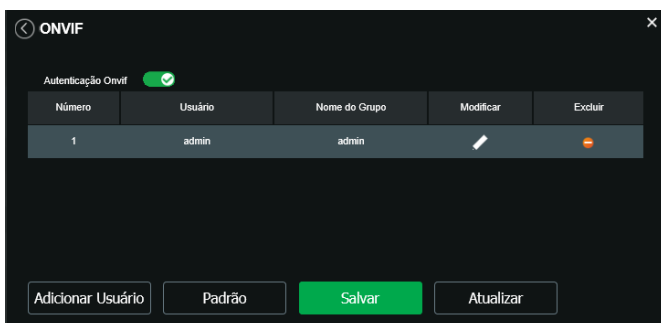 ONVIF
Autenticação Onvif
Número Usuário Nome do Grupo Modificar Excluir
1 admin admin
Adicionar Usuário Padrão Salvar Atualizar